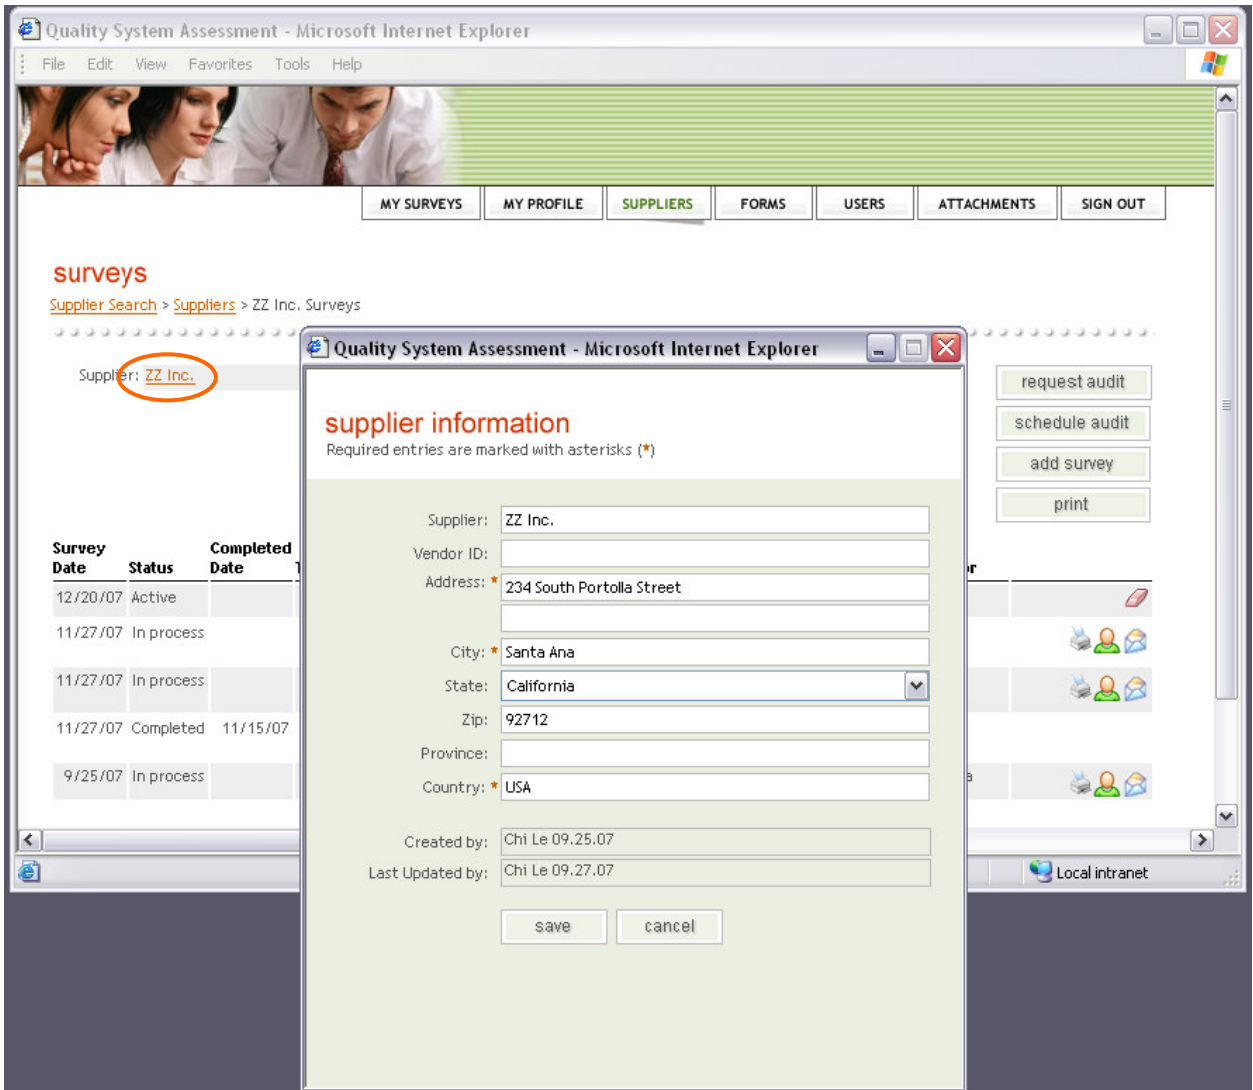 Quality System Assessment - Microsoft Internet Explorer
File Edit View Favorites Tools Help
MY SURVEYS MY PROFILE SUPPLIERS FORMS USERS ATTACHMENTS SIGN OUT
surveys
Supplier Search > Suppliers > ZZ Inc. Surveys
Supplier: ZZ Inc.
request audit
schedule audit
add survey
print
Survey Completed
Date Status Date
12/20/07 Active
11/27/07 In process
11/27/07 In process
11/27/07 Completed 11/15/07
9/25/07 In process
Quality System Assessment - Microsoft Internet Explorer
supplier information
Required entries are marked with asterisks (*)
Supplier: ZZ Inc.
Vendor ID:
Address: * 234 South Portolla Street
City: * Santa Ana
State: California
Zip: 92712
Province:
Country: * USA
Created by: Chi Le 09.25.07
Last Updated by: Chi Le 09.27.07
save cancel
Local intranet